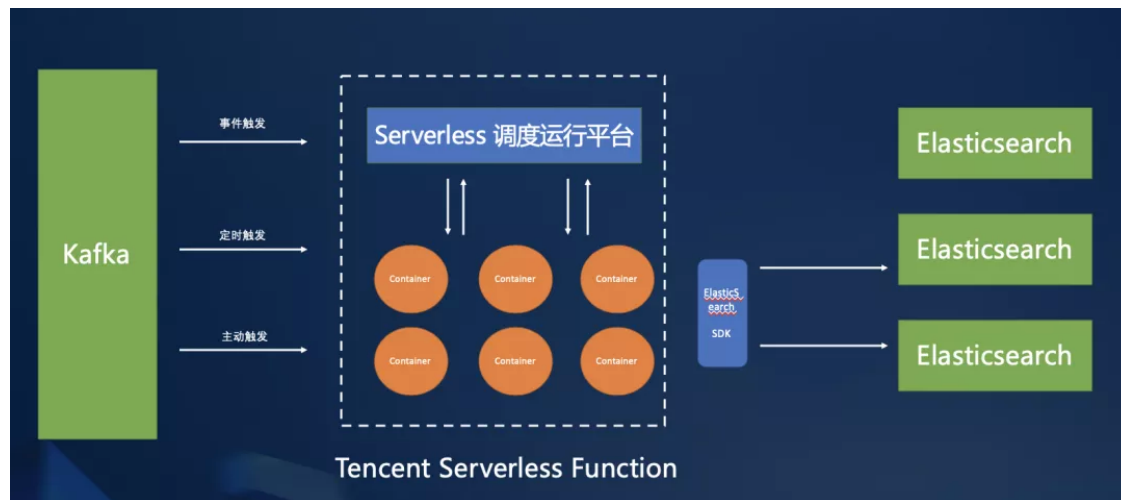 Kafka
事件触发
定时触发
主动触发
Serverless 调度运行平台
Container
Container
Container
Container
Container
Container
Tencent Serverless Function
ElasticS
earch
SDK
Elasticsearch
Elasticsearch
Elasticsearch